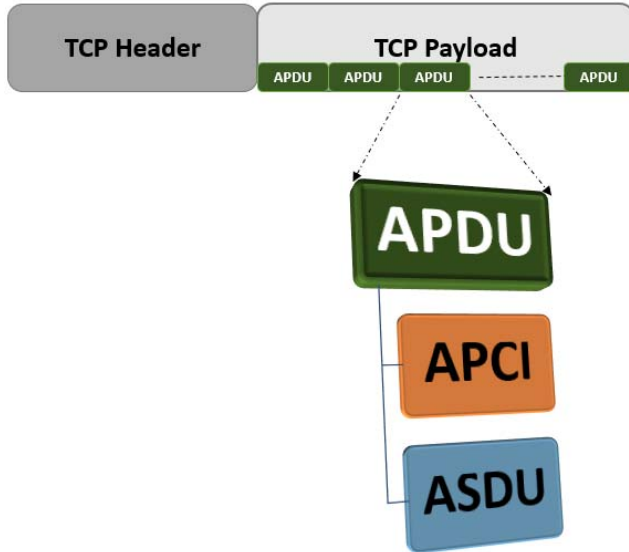 TCP Header
TCP Payload
APDU APDU APDU APDU
APDU
APCI
ASDU